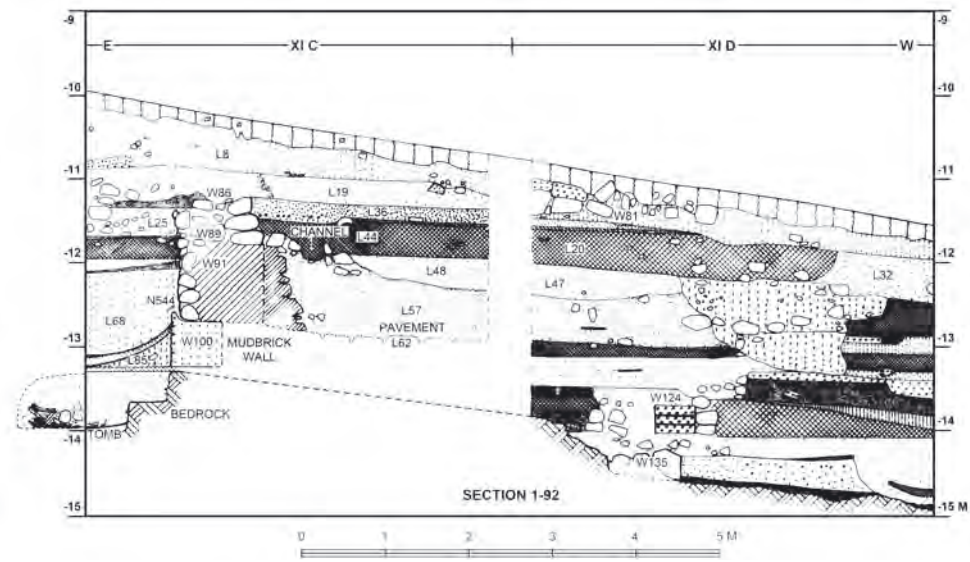 -9 -9
E XI C XI D W
-10 -10
L8
-11 -11
L19
W86
L36 W81
L25 CHANNEL
W89 L44
L20
-12 -12
W91 L48 L32
L47
N544 L57
L68 PAVEMENT
-13 W100 MUDBRICK L62 -13
WALL
L85
BEDROCK W124
-14 TOMB -14
W135
SECTION 1-92
-15 -15 M
0 1 2 3 4 5 M